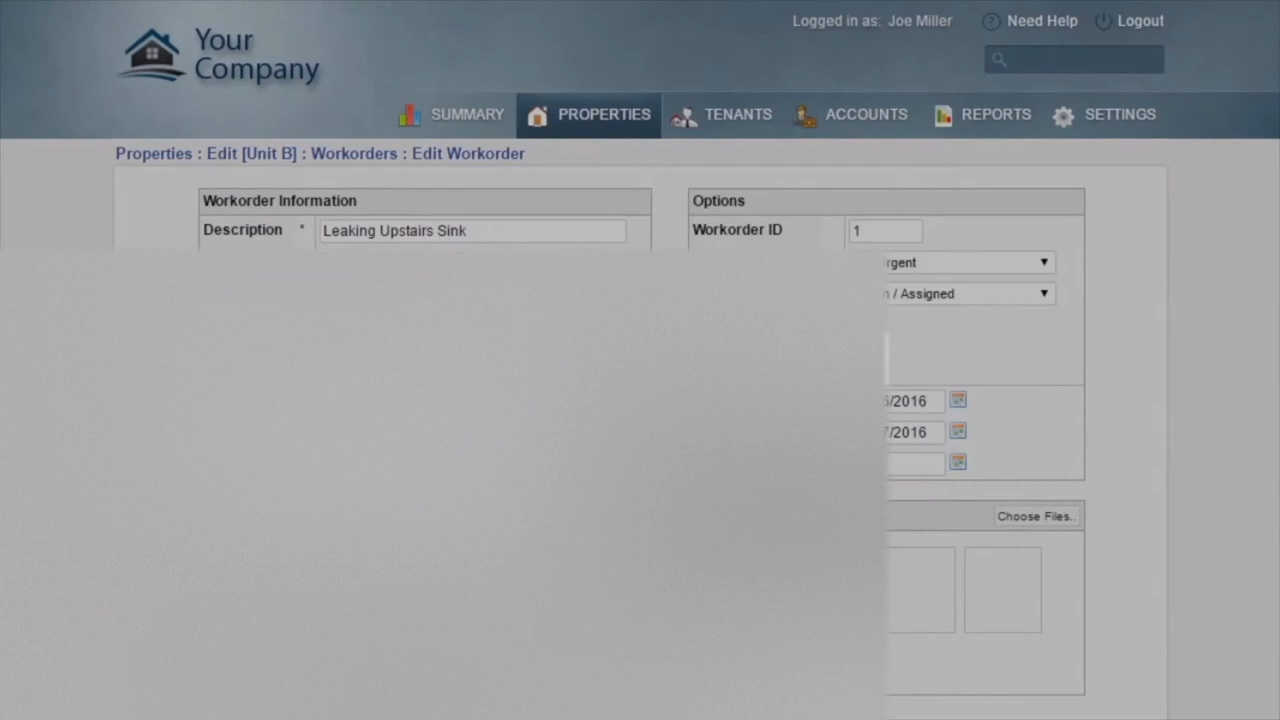 Logged in as: Joe Miller
Need Help
Logout
Your
Company
SUMMARY
PROPERTIES
TENANTS
ACCOUNTS
REPORTS
SETTINGS
Properties : Edit [Unit B] : Workorders : Edit Workorder
Workorder Information
Options
Description *
Leaking Upstairs Sink
Workorder ID
1
/ Assigned
/2016
/2016
Choose Files..